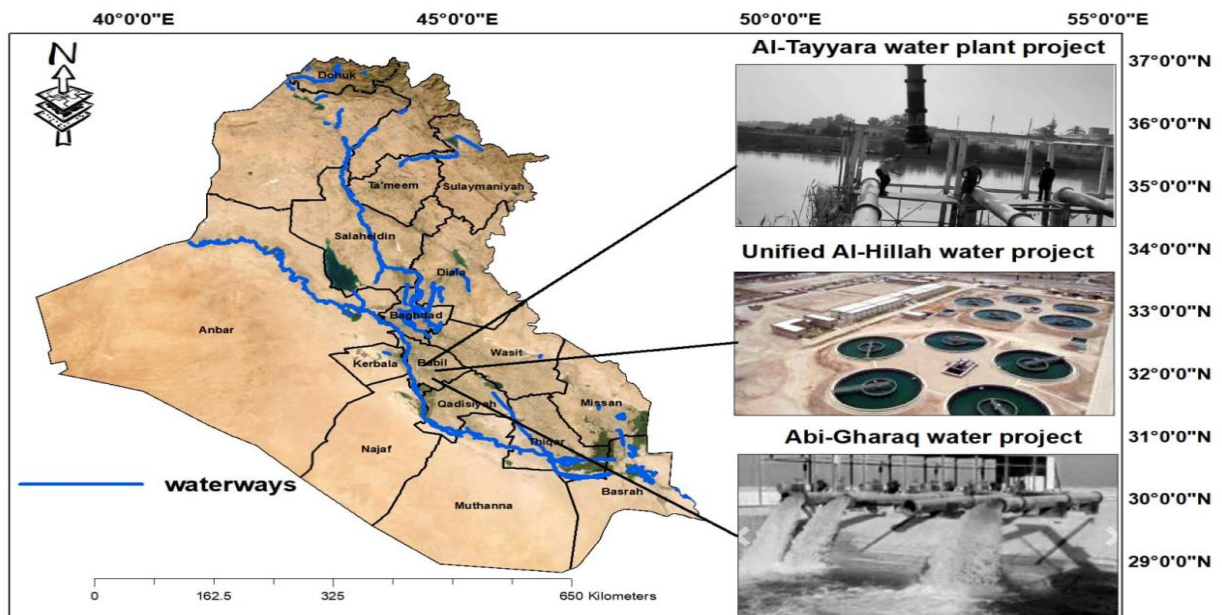 40°0'0"E 45°0'0"E 50°0'0"E 55°0'0"E
N
Al-Tayyara water plant project
37°0'0"N
36°0'0"N
35°0'0"N
34°0'0"N
33°0'0"N
32°0'0"N
31°0'0"N
30°0'0"N
29°0'0"N
Unified Al-Hillah water project
Abi-Gharaq water project
Dohuk
Ta'meem
Sulaymaniyah
Salaheldin
Diala
Baghdad
Anbar
Wasit
Kerbala
Babil
Qadisiyah
Missan
Najaf
Thiqar
Basrah
Muthanna
waterways
0 162.5 325 650 Kilometers